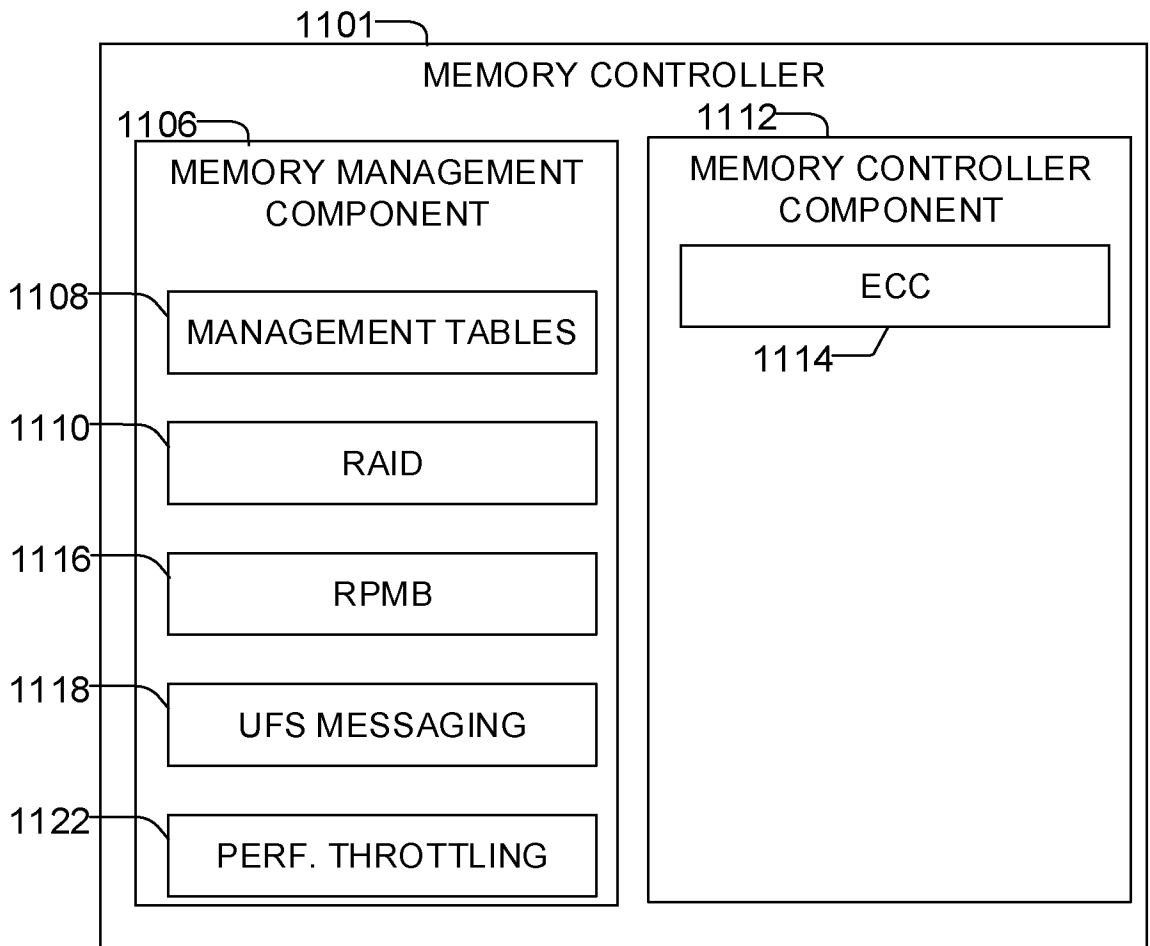 1101
MEMORY CONTROLLER
1106
MEMORY MANAGEMENT
COMPONENT
1108
MANAGEMENT TABLES
1110
RAID
1116
RPMB
1118
UFS MESSAGING
1122
PERF. THROTTLING
1112
MEMORY CONTROLLER
COMPONENT
ECC
1114